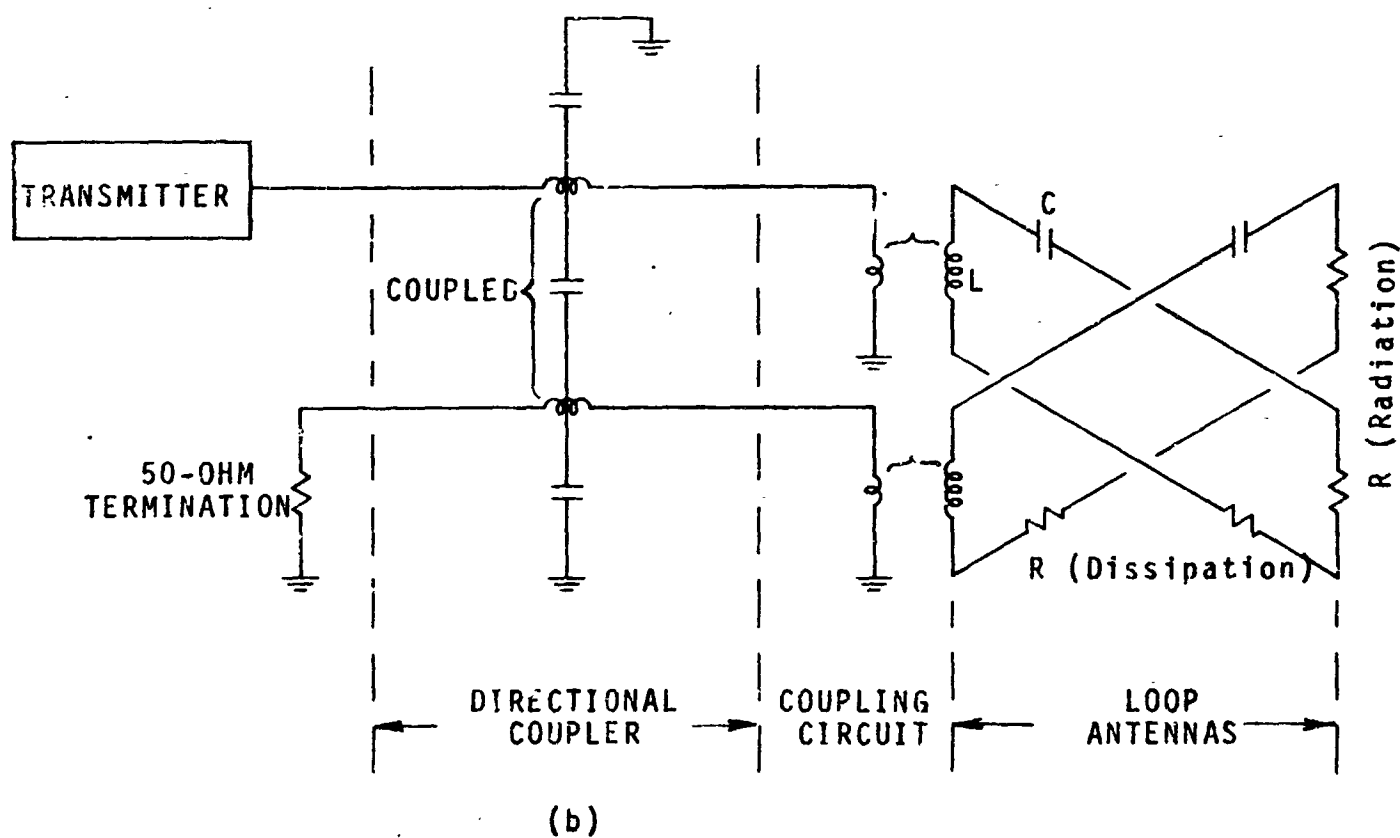 TRANSMITTER
COUPLED
50-OHM
TERMINATION
C
L
R (Radiation)
R (Dissipation)
DIRECTIONAL
COUPLER
COUPLING
CIRCUIT
LOOP
ANTENNAS
(b)